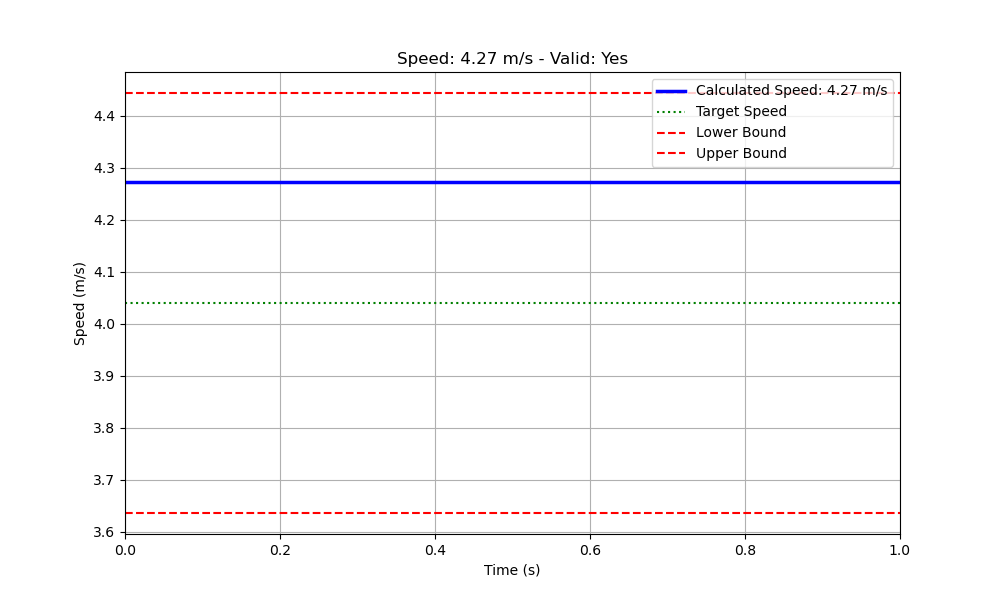 Speed: 4.27 m/s - Valid: Yes
Calculated Speed: 4.27 m/s
Target Speed
Lower Bound
Upper Bound
Speed (m/s)
4.4
4.3
4.2
4.1
4.0
3.9
3.8
3.7
3.6
0.0 0.2 0.4 0.6 0.8 1.0
Time (s)